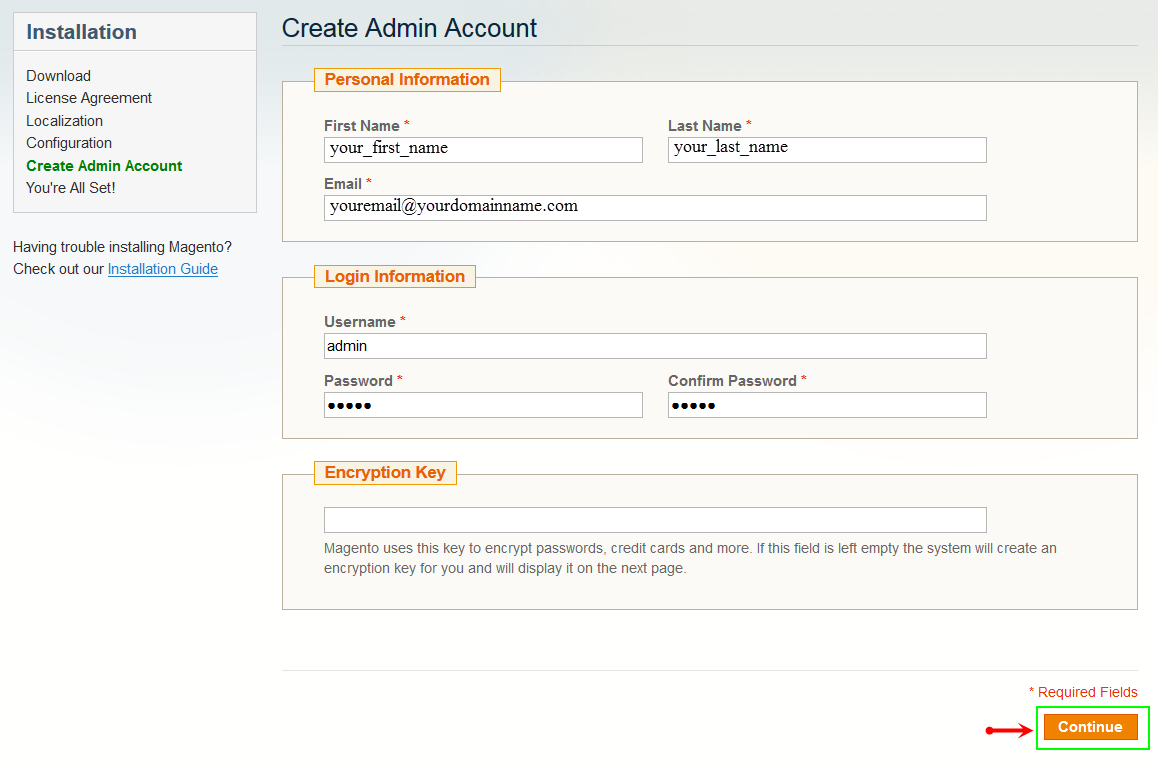 Installation
Download
License Agreement
Localization
Configuration
Create Admin Account
You're All Set!
Having trouble installing Magento?
Check out our Installation Guide
Create Admin Account
Personal Information
First Name * Last Name *
your_first_name your_last_name
Email *
youremail@yourdomainname.com
Login Information
Username *
admin
Password * Confirm Password *
●●●●● ●●●●●
Encryption Key
Magento uses this key to encrypt passwords, credit cards and more. If this field is left empty the system will create an
encryption key for you and will display it on the next page.
* Required Fields
Continue